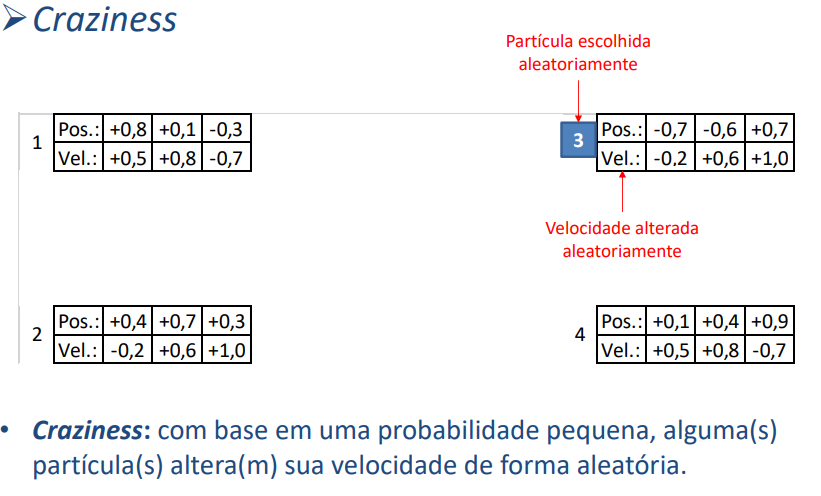 ➢ Craziness
Partícula escolhida
aleatoriamente
1
Pos.: +0,8 +0,1 -0,3
Vel.: +0,5 +0,8 -0,7
3
Pos.: -0,7 -0,6 +0,7
Vel.: -0,2 +0,6 +1,0
Velocidade alterada
aleatoriamente
2
Pos.: +0,4 +0,7 +0,3
Vel.: -0,2 +0,6 +1,0
4
Pos.: +0,1 +0,4 +0,9
Vel.: +0,5 +0,8 -0,7
• Craziness: com base em uma probabilidade pequena, alguma(s)
partícula(s) altera(m) sua velocidade de forma aleatória.